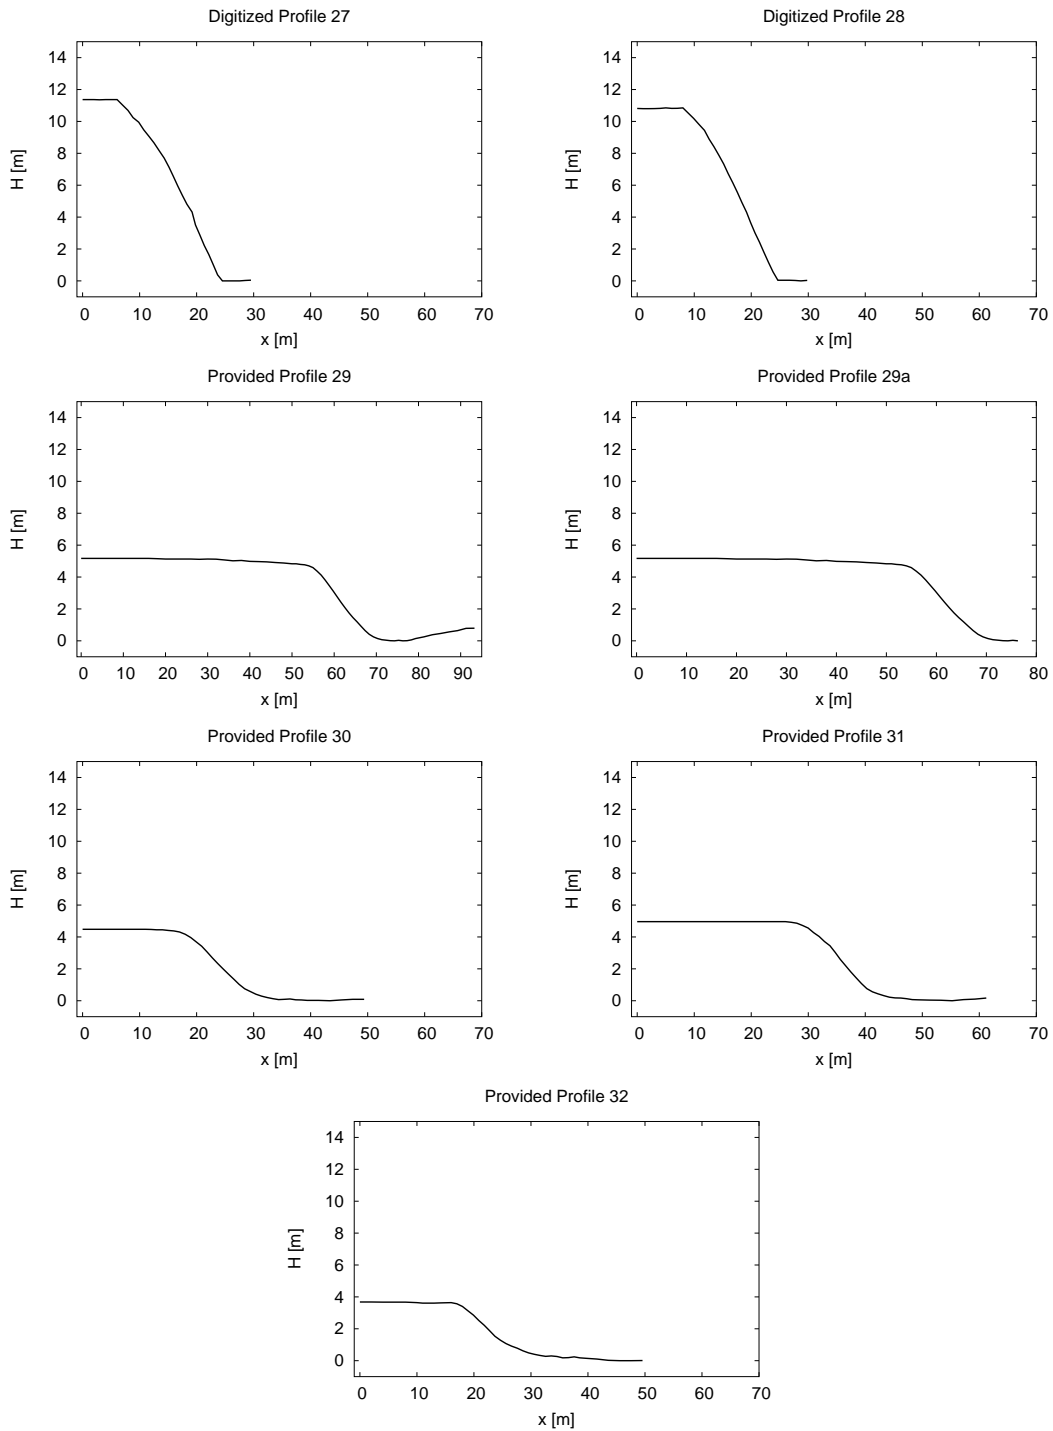 Digitized Profile 27
14
12
10
8
6
4
2
0
H [m]
0 10 20 30 40 50 60 70
x [m]
Digitized Profile 28
14
12
10
8
6
4
2
0
H [m]
0 10 20 30 40 50 60 70
x [m]
Provided Profile 29
14
12
10
8
6
4
2
0
H [m]
0 10 20 30 40 50 60 70 80 90
x [m]
Provided Profile 29a
14
12
10
8
6
4
2
0
H [m]
0 10 20 30 40 50 60 70 80
x [m]
Provided Profile 30
14
12
10
8
6
4
2
0
H [m]
0 10 20 30 40 50 60 70
x [m]
Provided Profile 31
14
12
10
8
6
4
2
0
H [m]
0 10 20 30 40 50 60 70
x [m]
Provided Profile 32
14
12
10
8
6
4
2
0
H [m]
0 10 20 30 40 50 60 70
x [m]